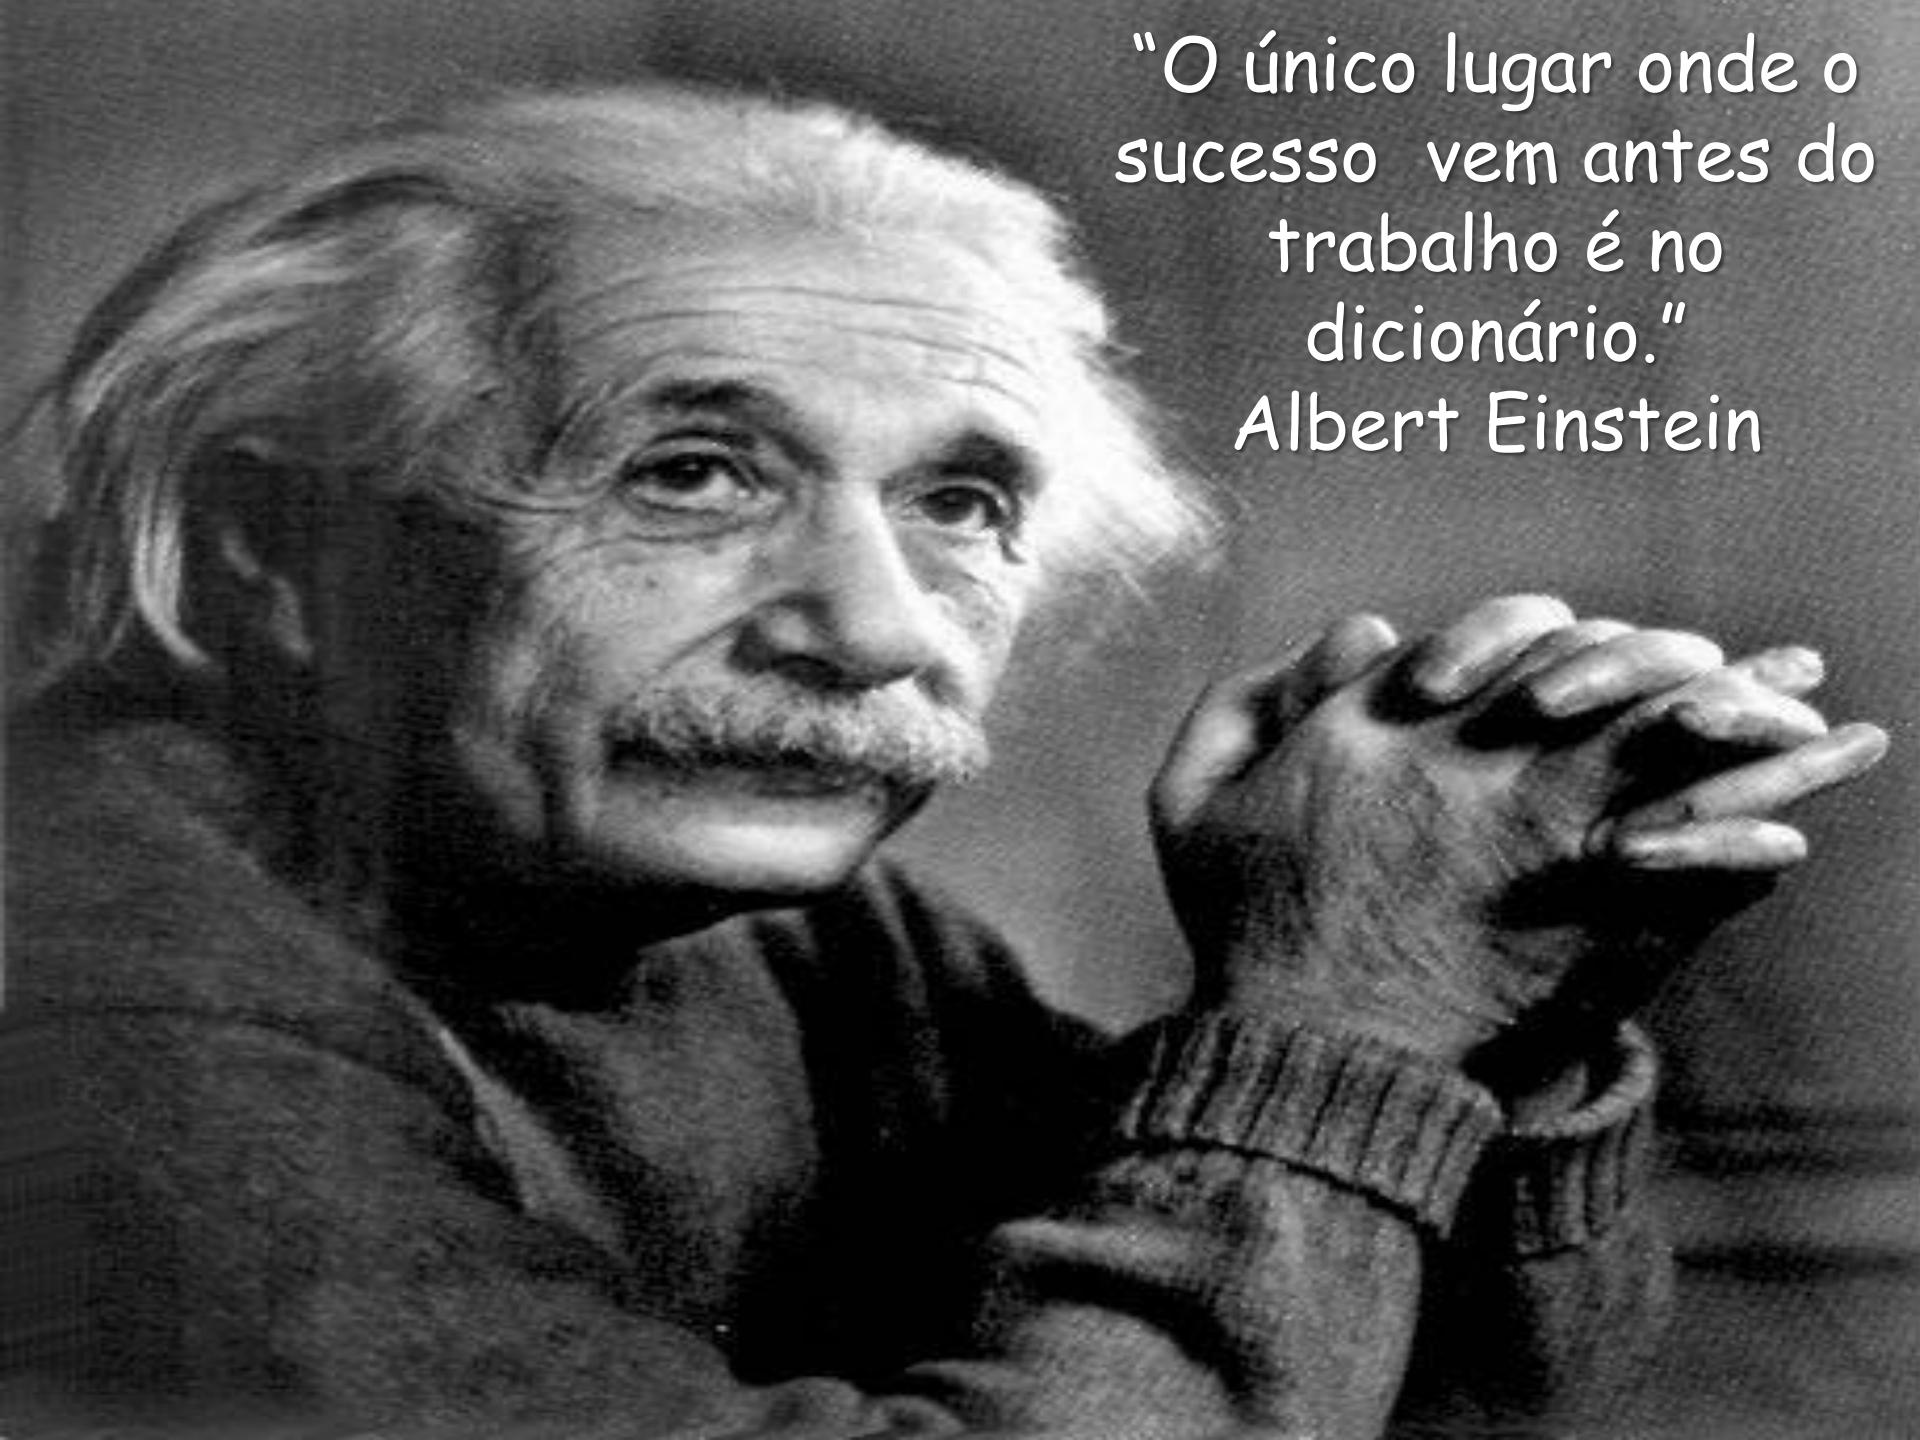 “O único lugar onde o
sucesso  vem antes do
trabalho é no
dicionário.”
Albert Einstein